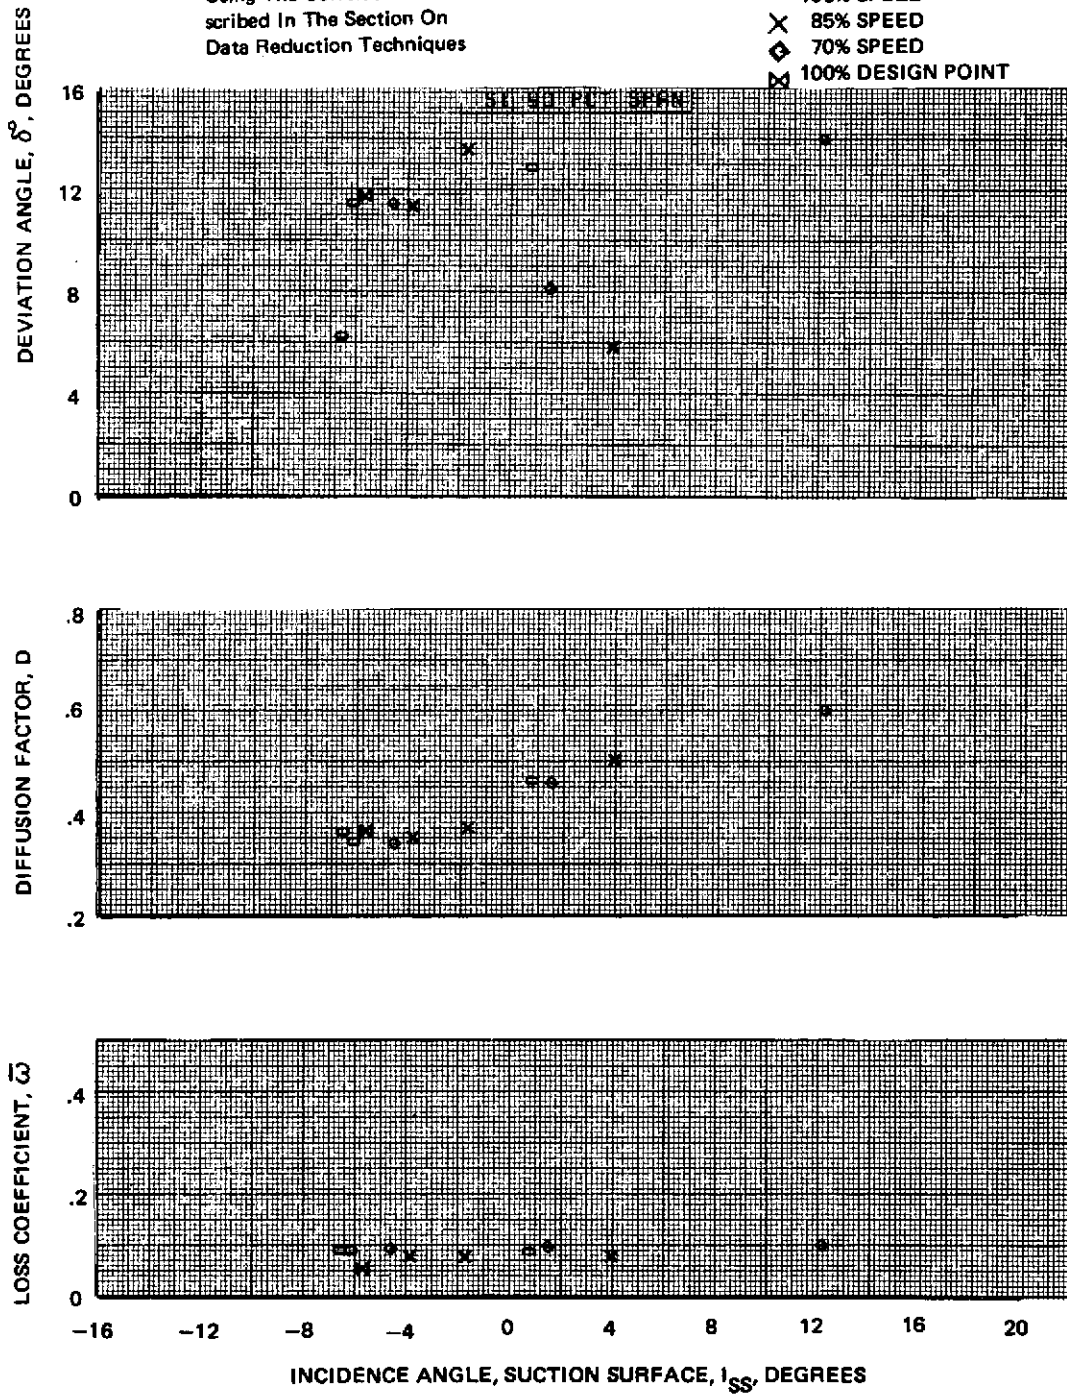 scribed In The Section On
Data Reduction Techniques
85% SPEED
70% SPEED
100% DESIGN POINT
DEVIATION ANGLE, δ°, DEGREES
16
12
8
4
0
DIFFUSION FACTOR, D
.8
.6
.4
.2
LOSS COEFFICIENT, ω̅
.4
.2
0
−16 −12 −8 −4 0 4 8 12 16 20
INCIDENCE ANGLE, SUCTION SURFACE, iSS, DEGREES